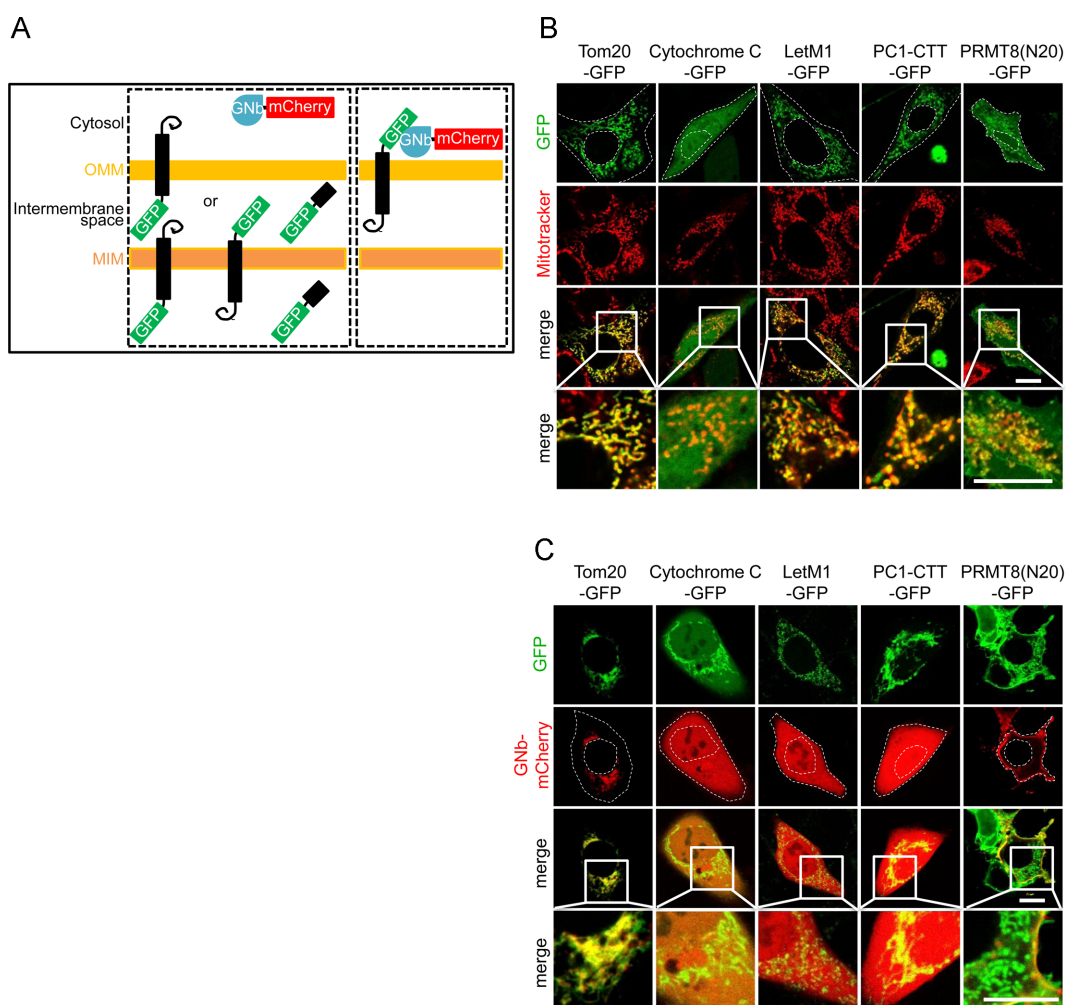 A
GNb mCherry
Cytosol
GFP
GNb mCherry
OMM
Intermembrane
space
or
GFP
GFP
GFP
MIM
GFP
GFP
B
Tom20
-GFP
Cytochrome C
-GFP
LetM1
-GFP
PC1-CTT
-GFP
PRMT8(N20)
-GFP
GFP
Mitotracker
merge
merge
C
Tom20
-GFP
Cytochrome C
-GFP
LetM1
-GFP
PC1-CTT
-GFP
PRMT8(N20)
-GFP
GFP
GNb-
mCherry
merge
merge